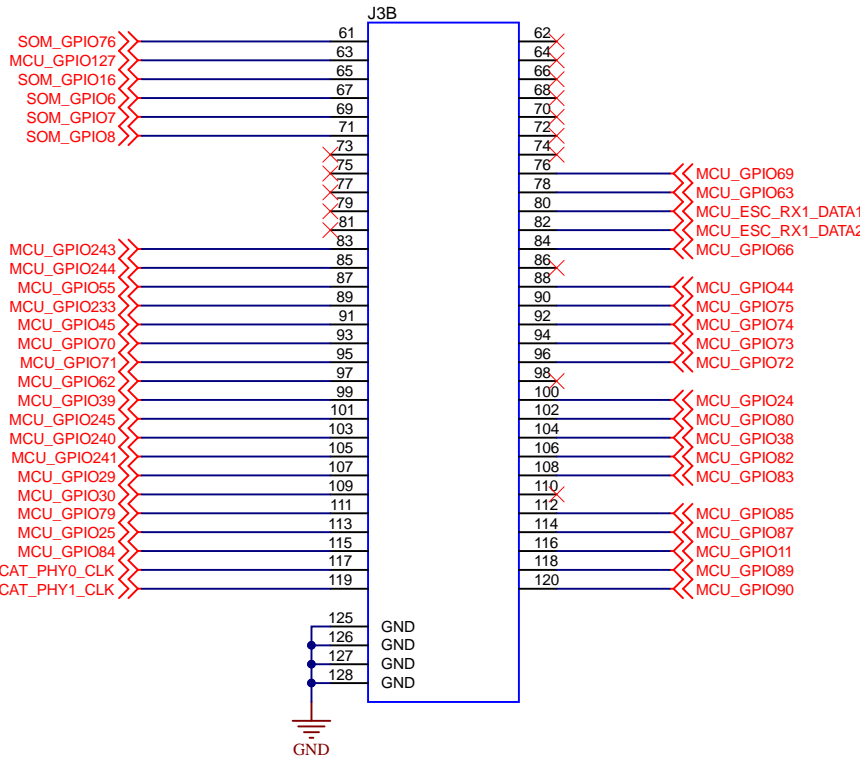 J3B
SOM_GPIO76 61 62
MCU_GPIO127 63 64
SOM_GPIO16 65 66
SOM_GPIO6 67 68
SOM_GPIO7 69 70
SOM_GPIO8 71 72
73 74
75 76 MCU_GPIO69
77 78 MCU_GPIO63
79 80 MCU_ESC_RX1_DATA1
81 82 MCU_ESC_RX1_DATA2
MCU_GPIO243 83 84 MCU_GPIO66
MCU_GPIO244 85 86
MCU_GPIO55 87 88 MCU_GPIO44
MCU_GPIO233 89 90 MCU_GPIO75
MCU_GPIO45 91 92 MCU_GPIO74
MCU_GPIO70 93 94 MCU_GPIO73
MCU_GPIO71 95 96 MCU_GPIO72
MCU_GPIO62 97 98
MCU_GPIO39 99 100 MCU_GPIO24
MCU_GPIO245 101 102 MCU_GPIO80
MCU_GPIO240 103 104 MCU_GPIO38
MCU_GPIO241 105 106 MCU_GPIO82
MCU_GPIO29 107 108 MCU_GPIO83
MCU_GPIO30 109 110
MCU_GPIO79 111 112 MCU_GPIO85
MCU_GPIO25 113 114 MCU_GPIO87
MCU_GPIO84 115 116 MCU_GPIO11
CAT_PHY0_CLK 117 118 MCU_GPIO89
CAT_PHY1_CLK 119 120 MCU_GPIO90
125 GND
126 GND
127 GND
128 GND
GND